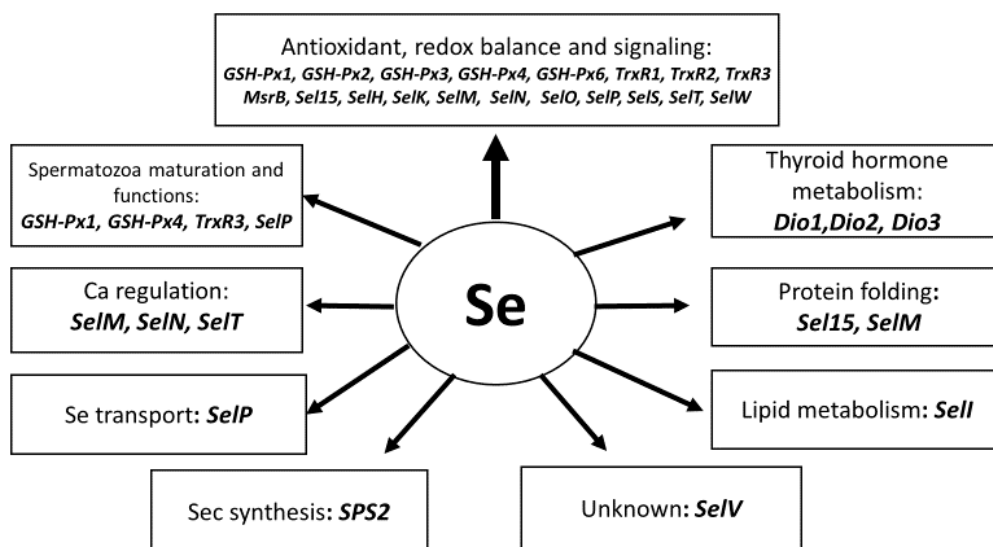 Antioxidant, redox balance and signaling:
GSH-Px1, GSH-Px2, GSH-Px3, GSH-Px4, GSH-Px6, TrxR1, TrxR2, TrxR3
MsrB, Sel15, SelH, SelK, SelM, SelN, SelO, SelP, SelS, SelT, SelW
Spermatozoa maturation and
functions:
GSH-Px1, GSH-Px4, TrxR3, SelP
Thyroid hormone
metabolism:
Dio1,Dio2, Dio3
Se
Ca regulation:
SelM, SelN, SelT
Protein folding:
Sel15, SelM
Se transport: SelP
Lipid metabolism: SelI
Sec synthesis: SPS2
Unknown: SelV